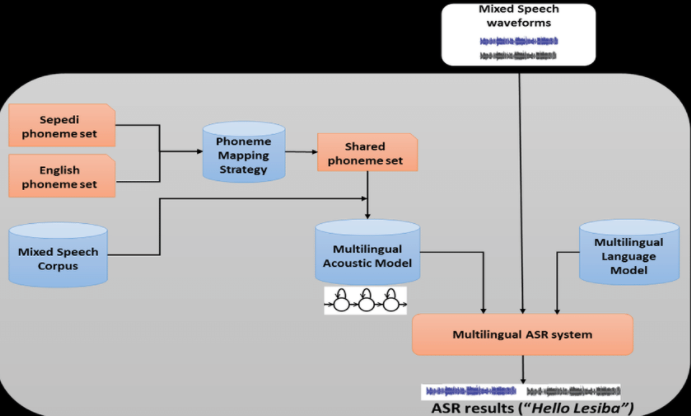 Mixed Speech
waveforms
Sepedi
phoneme set
English
phoneme set
Phoneme
Mapping
Strategy
Shared
phoneme set
Mixed Speech
Corpus
Multilingual
Acoustic Model
Multilingual
Language
Model
Multilingual ASR system
ASR results ("Hello Lesiba")